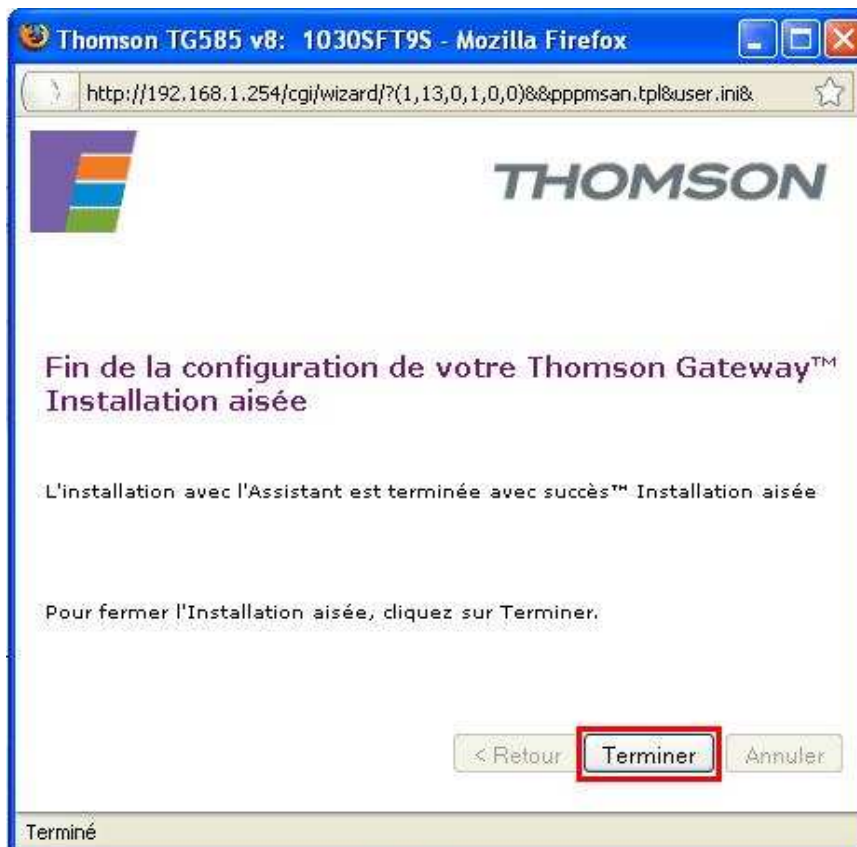 Thomson TG585 v8: 1030SFT9S - Mozilla Firefox
http://192.168.1.254/cgi/wizard/?(1,13,0,1,0,0)&&pppmsan.tpl&user.ini&.
THOMSON
Fin de la configuration de votre Thomson Gateway™
Installation aisée
L'installation avec l'Assistant est terminée avec succès™ Installation aisée
Pour fermer l'Installation aisée, cliquez sur Terminer.
< Retour Terminer Annuler
Terminé